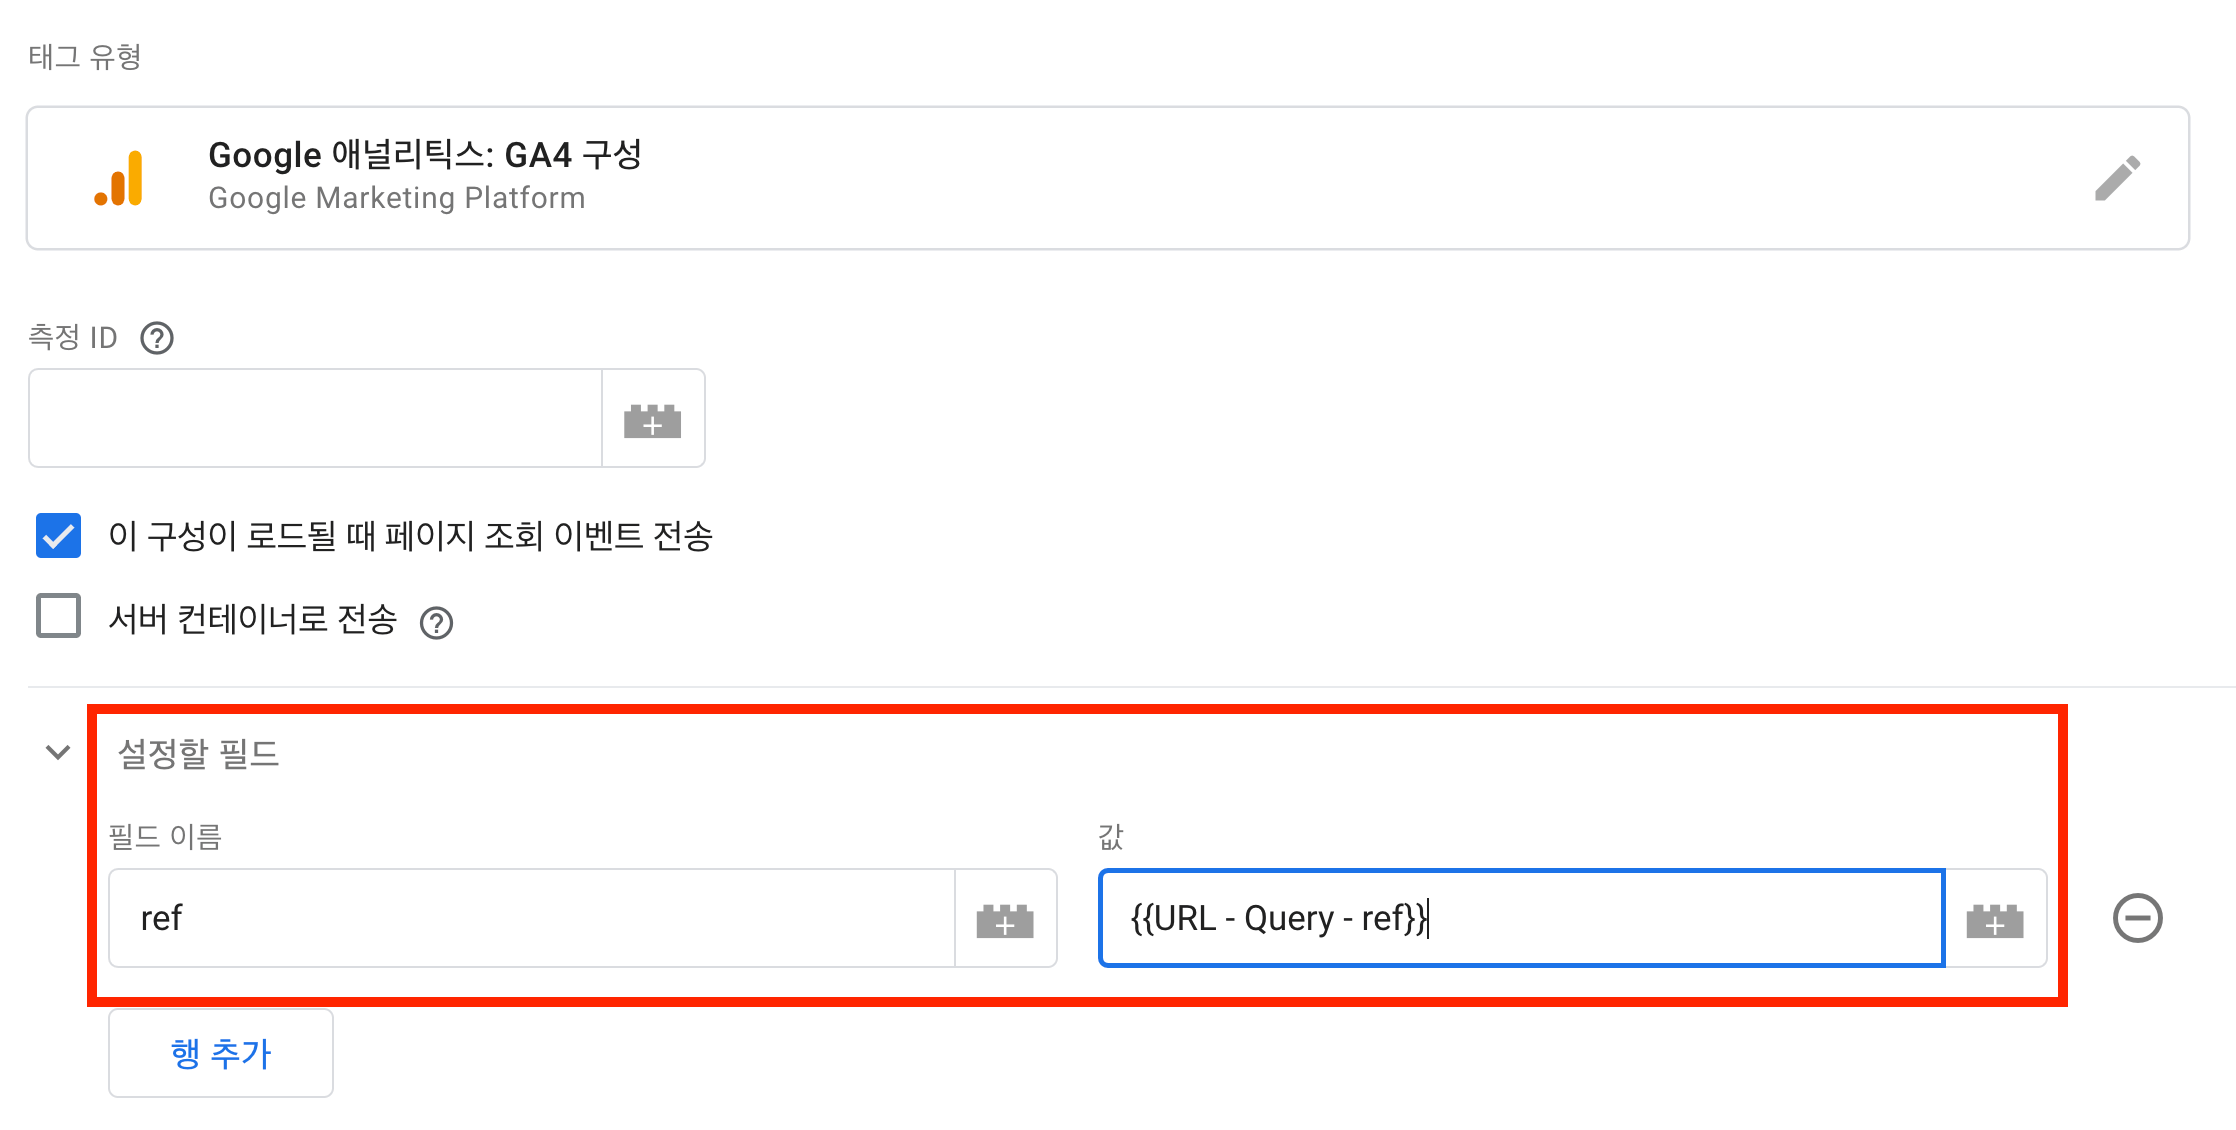 태그 유형
Google 애널리틱스: GA4 구성
Google Marketing Platform
측정 ID
이 구성이 로드될 때 페이지 조회 이벤트 전송
서버 컨테이너로 전송
설정할 필드
필드 이름 값
ref {{URL - Query - ref}}
행 추가